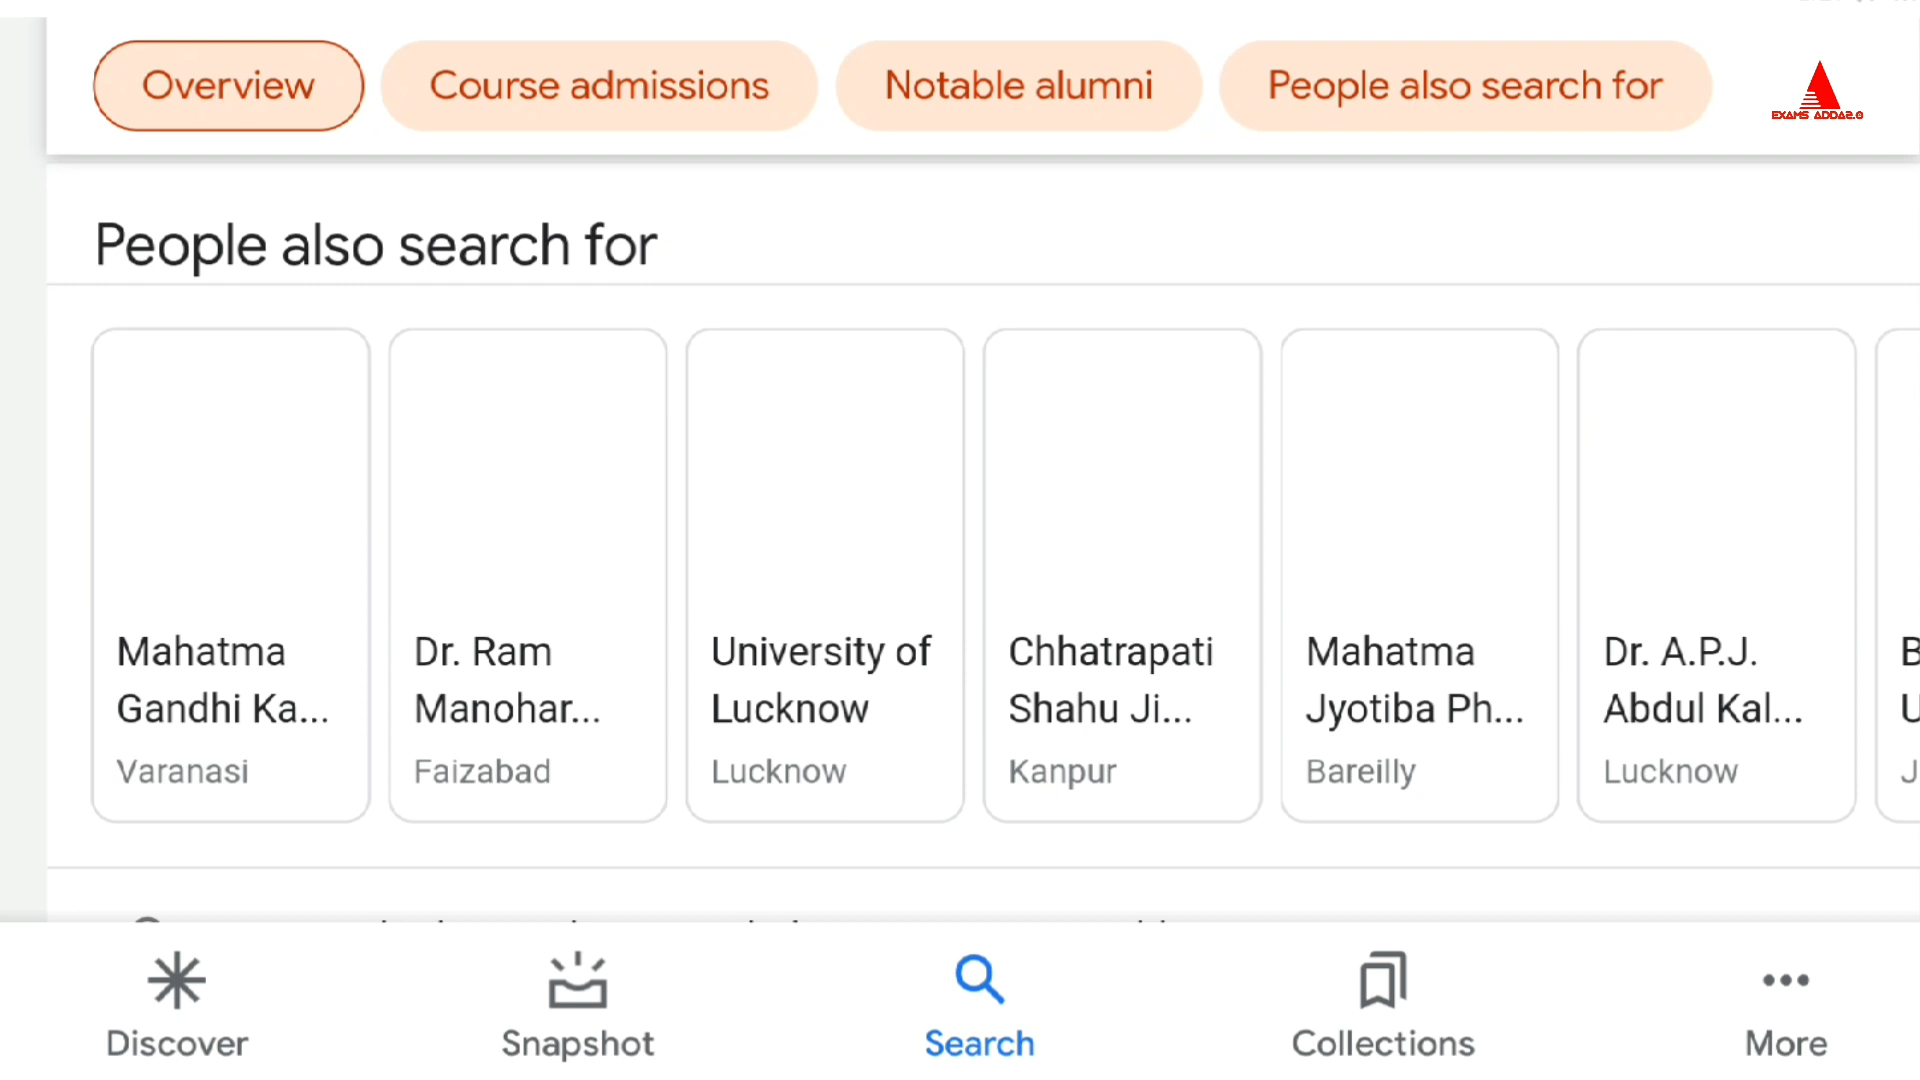 Overview
Course admissions
Notable alumni
People also search for
EXAMS ADDA2.0
People also search for
Mahatma
Gandhi Ka...
Varanasi
Dr. Ram
Manohar...
Faizabad
University of
Lucknow
Lucknow
Chhatrapati
Shahu Ji...
Kanpur
Mahatma
Jyotiba Ph...
Bareilly
Dr. A.P.J.
Abdul Kal...
Lucknow
Discover
Snapshot
Search
Collections
More